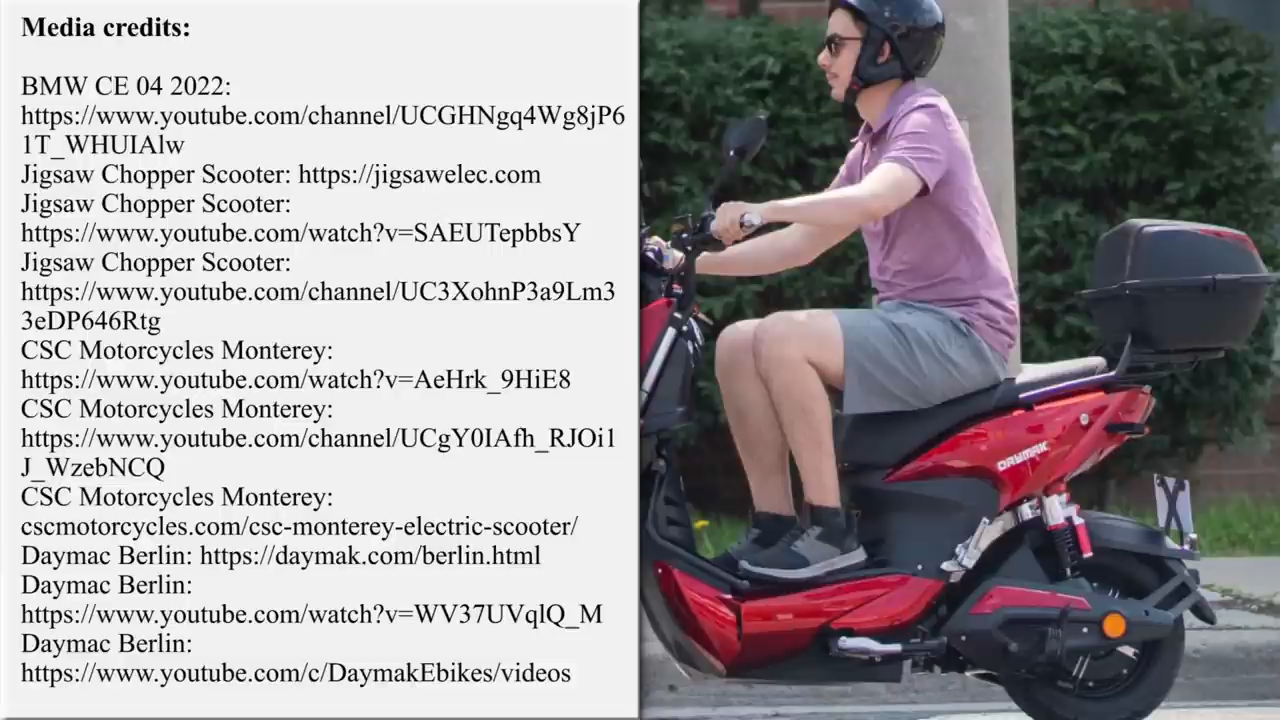 Media credits:
BMW CE 04 2022:
https://www.youtube.com/channel/UCGHNgq4Wg8jP6
1T_WHUIAlw
Jigsaw Chopper Scooter: https://jigsawelec.com
Jigsaw Chopper Scooter:
https://www.youtube.com/watch?v=SAEUTepbbsY
Jigsaw Chopper Scooter:
https://www.youtube.com/channel/UC3XohnP3a9Lm3
3eDP646Rtg
CSC Motorcycles Monterey:
https://www.youtube.com/watch?v=AeHrk_9HiE8
CSC Motorcycles Monterey:
https://www.youtube.com/channel/UCgY0IAfh_RJOi1
J_WzebNCQ
CSC Motorcycles Monterey:
cscmotorcycles.com/csc-monterey-electric-scooter/
Daymac Berlin: https://daymak.com/berlin.html
Daymac Berlin:
https://www.youtube.com/watch?v=WV37UVqlQ_M
Daymac Berlin:
https://www.youtube.com/c/DaymakEbikes/videos
DAYMAK